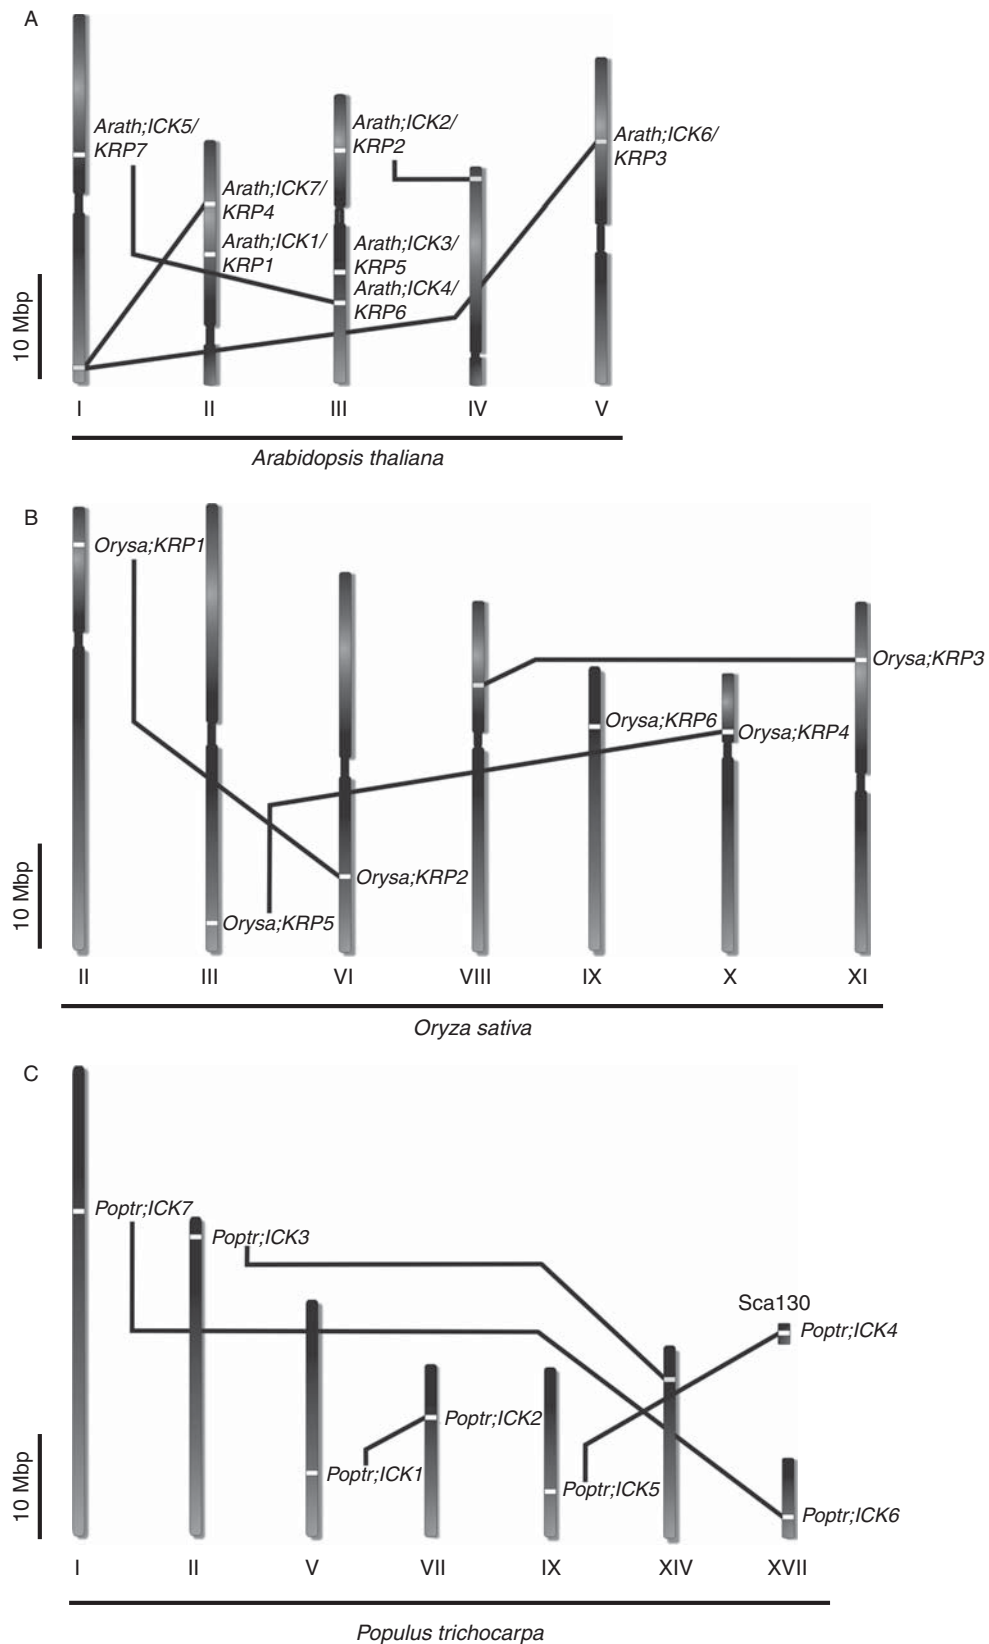 A
Arath;ICK5/
KRP7
Arath;ICK7/
KRP4
Arath;ICK1/
KRP1
Arath;ICK2/
KRP2
Arath;ICK3/
KRP5
Arath;ICK4/
KRP6
Arath;ICK6/
KRP3
10 Mbp
I II III IV V
Arabidopsis thaliana
B
Orysa;KRP1
Orysa;KRP3
Orysa;KRP6
Orysa;KRP4
Orysa;KRP2
Orysa;KRP5
10 Mbp
II III VI VIII IX X XI
Oryza sativa
C
Poptr;ICK7
Poptr;ICK3
Sca130
Poptr;ICK4
Poptr;ICK2
Poptr;ICK1
Poptr;ICK5
Poptr;ICK6
10 Mbp
I II V VII IX XIV XVII
Populus trichocarpa